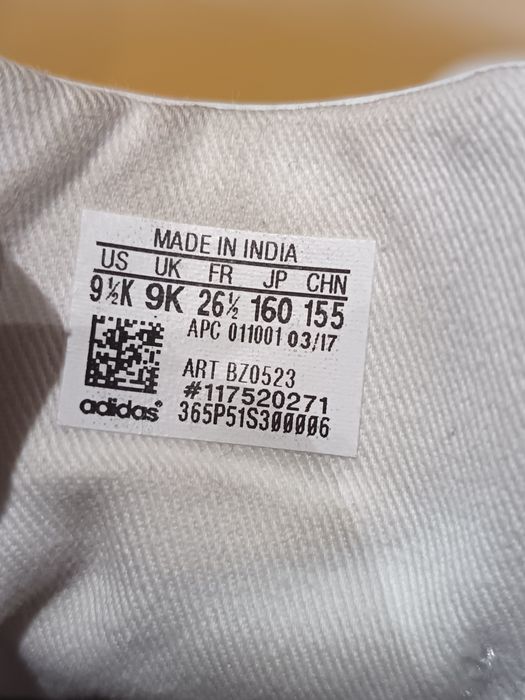 MADE IN INDIA
US UK FR JP CHN
9½K 9K 26½ 160 155
APC 011001 03/17
ART BZ0523
#117520271
adidas® 365P51S300006